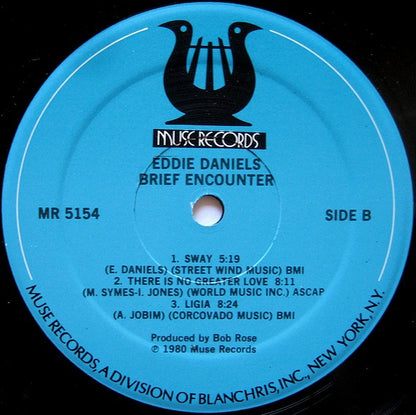 MUSE RECORDS
EDDIE DANIELS
BRIEF ENCOUNTER
MR 5154
SIDE B
1. SWAY 5:19
(E. DANIELS) (STREET WIND MUSIC) BMI
2. THERE IS NO GREATER LOVE 8:11
(M. SYMES-I. JONES) (WORLD MUSIC INC.) ASCAP
3. LIGIA 8:24
(A. JOBIM) (CORCOVADO MUSIC) BMI
Produced by Bob Rose
℗ 1980 Muse Records
MUSE RECORDS, A DIVISION OF BLANCHRIS, INC., NEW YORK, N.Y.